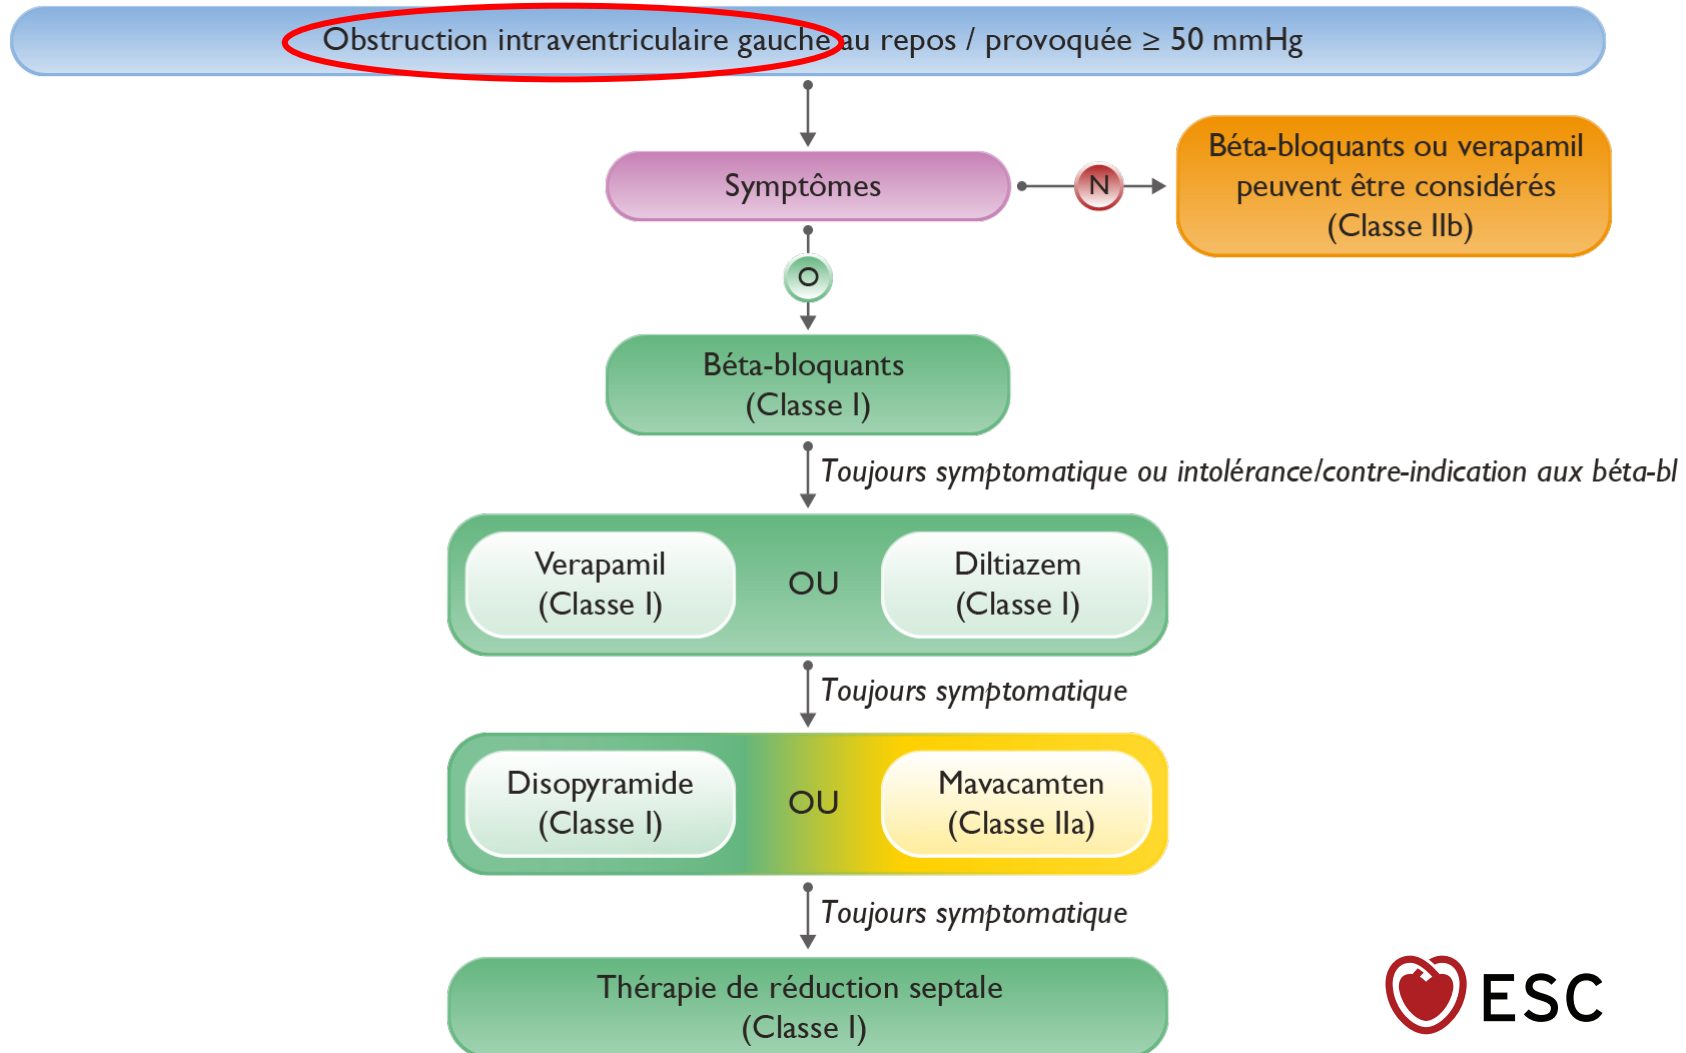 Obstruction intraventriculaire gauche au repos / provoquée ≥ 50 mmHg
Symptômes
N
Béta-bloquants ou verapamil
peuvent être considérés
(Classe IIb)
O
Béta-bloquants
(Classe I)
Toujours symptomatique ou intolérance/contre-indication aux béta-bl
Verapamil
(Classe I)
OU
Diltiazem
(Classe I)
Toujours symptomatique
Disopyramide
(Classe I)
OU
Mavacamten
(Classe IIa)
Toujours symptomatique
Thérapie de réduction septale
(Classe I)
ESC